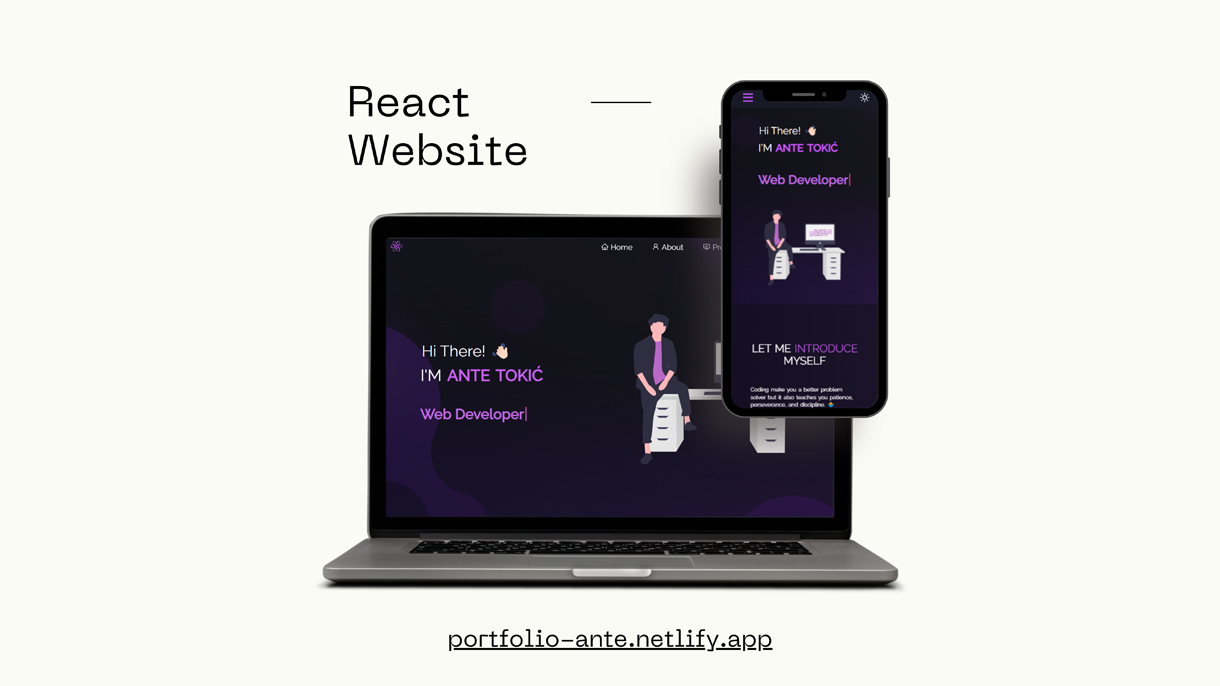 React
Website
Home About
Hi There! 👋🏻
I'M ANTE TOKIĆ
Web Developer|
Hi There! 👋🏻
I'M ANTE TOKIĆ
Web Developer|
LET ME INTRODUCE
MYSELF
Coding make you a better problem
solver but it also teaches you patience,
perseverance, and discipline.
portfolio-ante.netlify.app